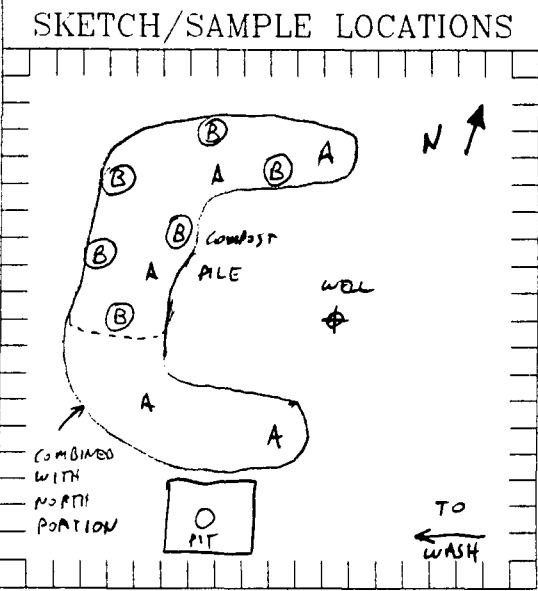 SKETCH/SAMPLE LOCATIONS
N
B
A
A
B
B
B
COMPOST
PILE
B
A
WELL
B
A
A
COMBINED
WITH
NORTH
PORTION
PIT
TO
WASH